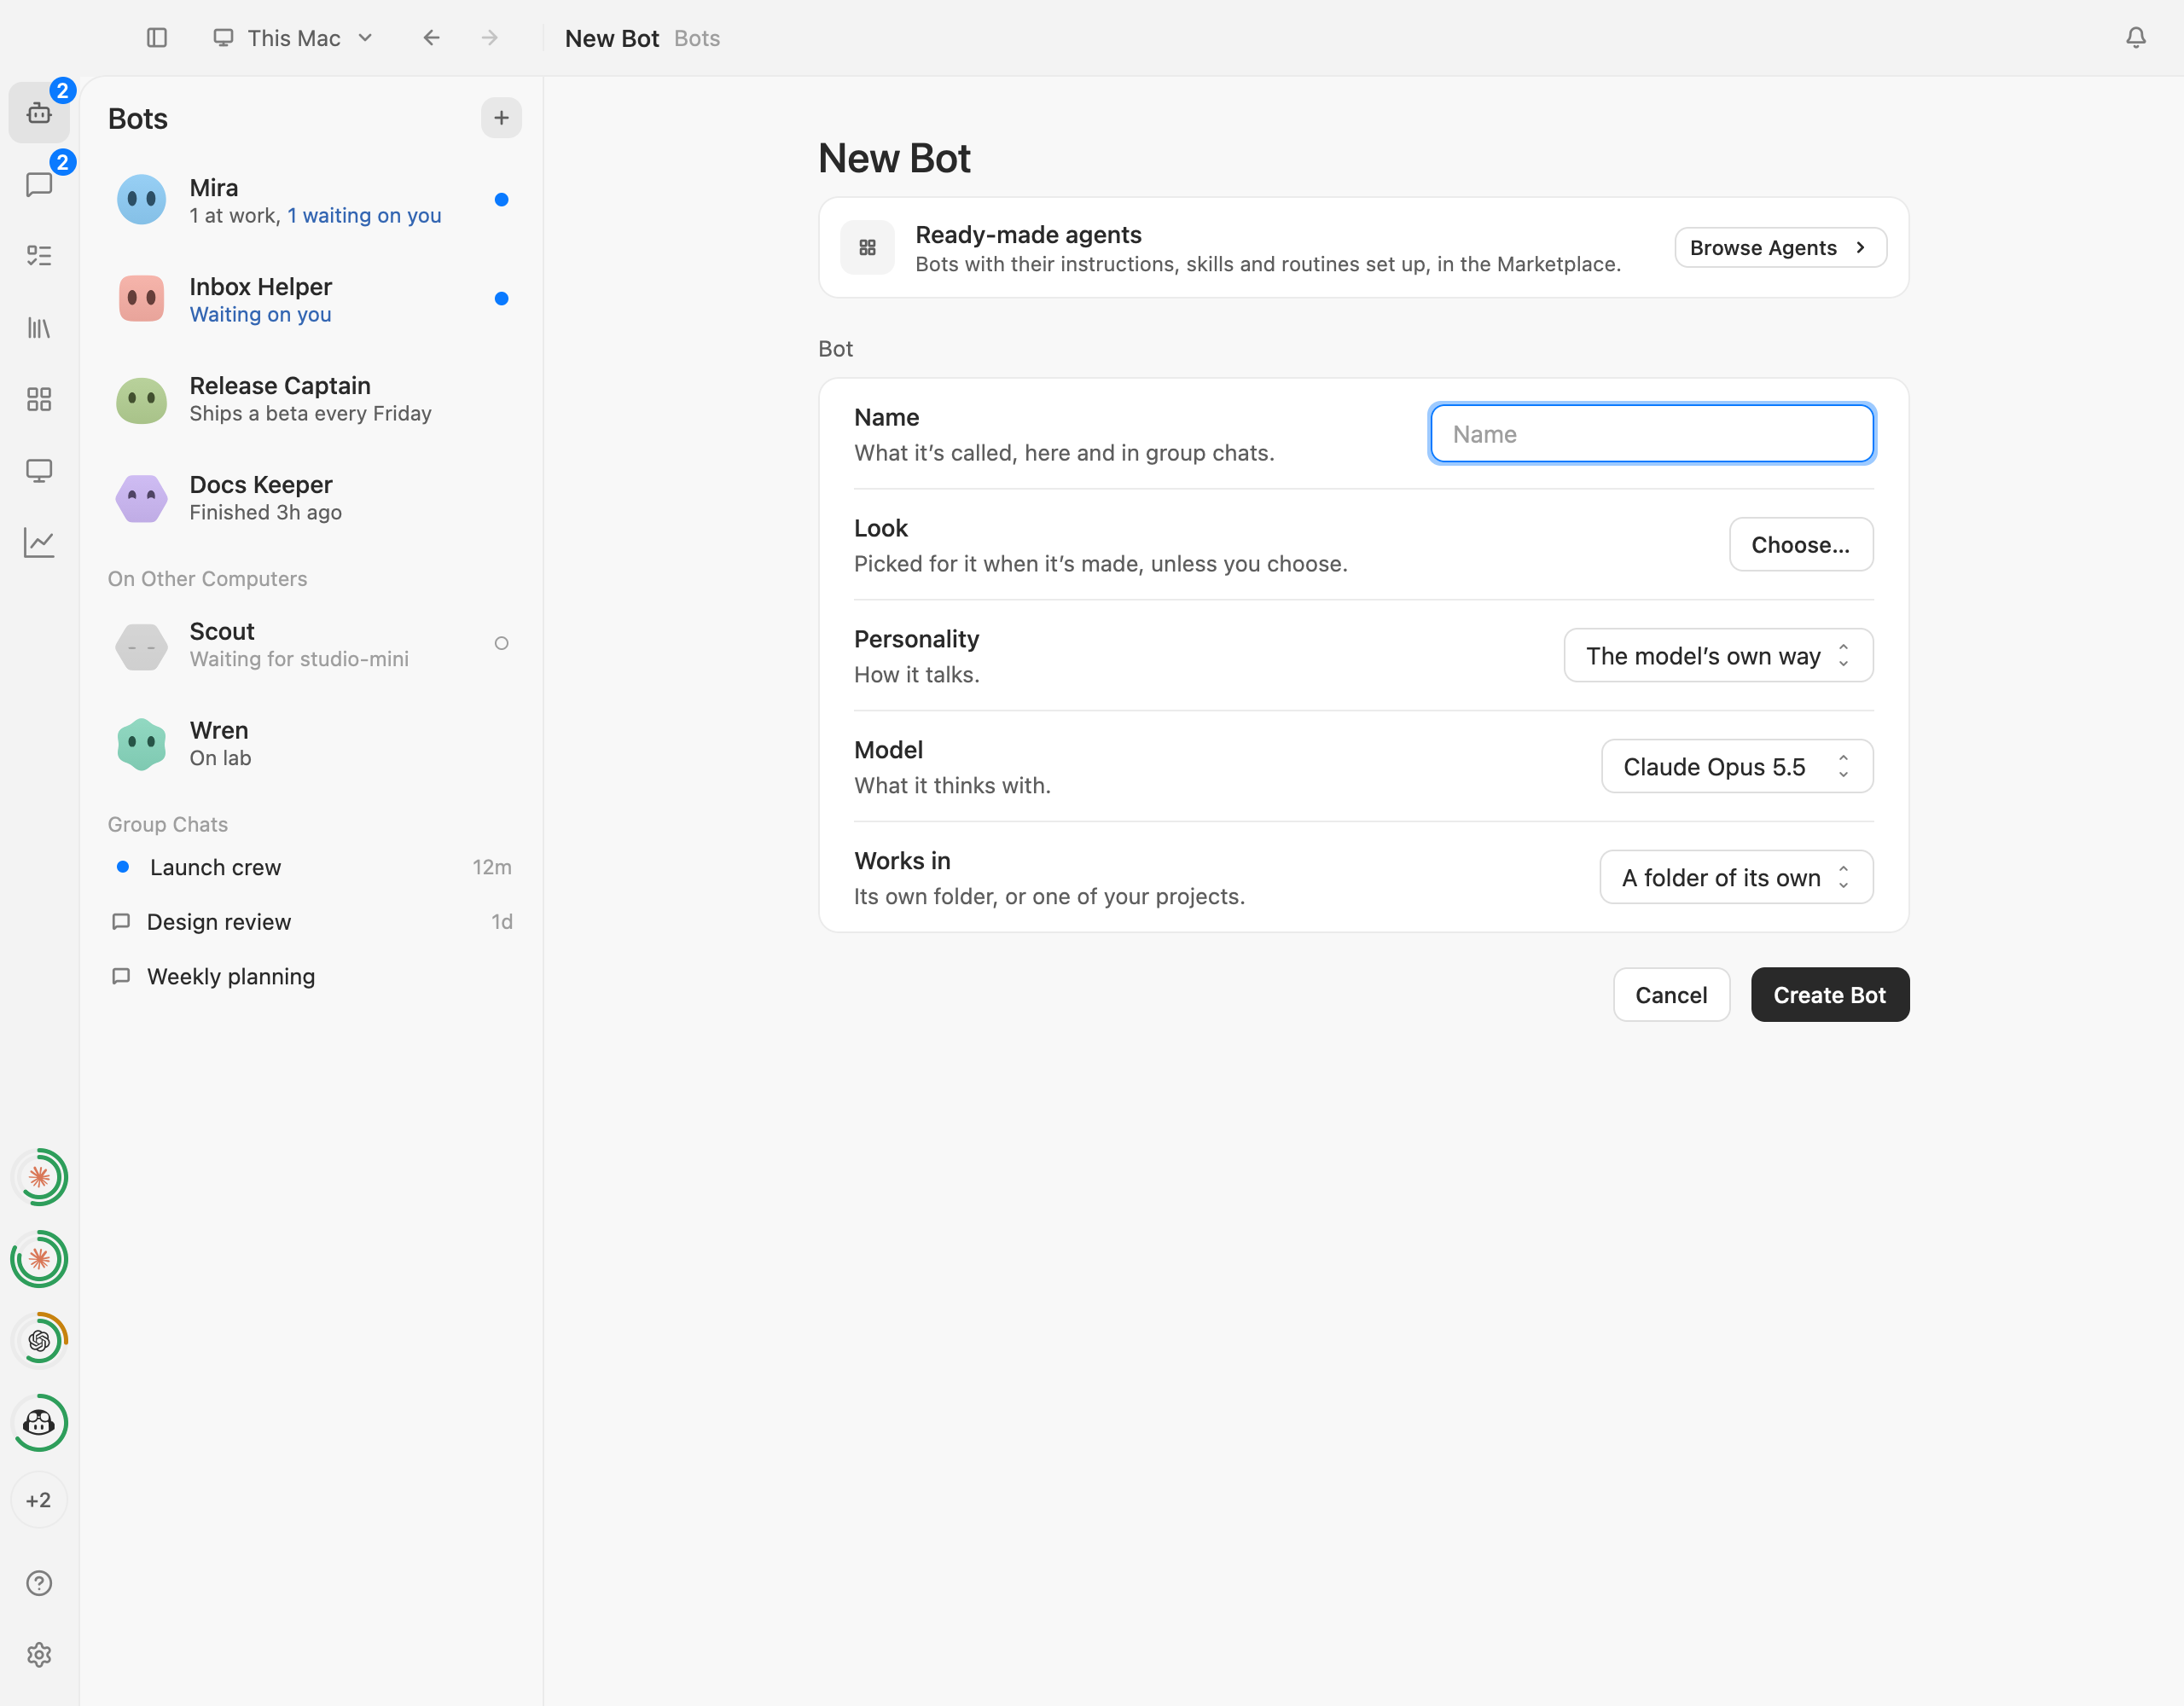 This Mac
New Bot Bots
2
2
Bots
Mira
1 at work, 1 waiting on you
Inbox Helper
Waiting on you
Release Captain
Ships a beta every Friday
Docs Keeper
Finished 3h ago
On Other Computers
Scout
Waiting for studio-mini
Wren
On lab
Group Chats
Launch crew 12m
Design review 1d
Weekly planning
+2
New Bot
Ready-made agents
Bots with their instructions, skills and routines set up, in the Marketplace.
Browse Agents
Bot
Name
What it’s called, here and in group chats.
Name
Look
Picked for it when it’s made, unless you choose.
Choose...
Personality
How it talks.
The model’s own way
Model
What it thinks with.
Claude Opus 5.5
Works in
Its own folder, or one of your projects.
A folder of its own
Cancel
Create Bot